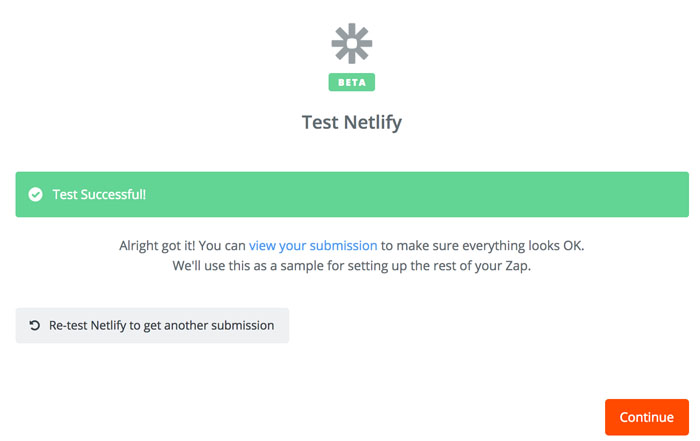 BETA
Test Netlify
Test Successful!
Alright got it! You can view your submission to make sure everything looks OK.
We'll use this as a sample for setting up the rest of your Zap.
Re-test Netlify to get another submission
Continue